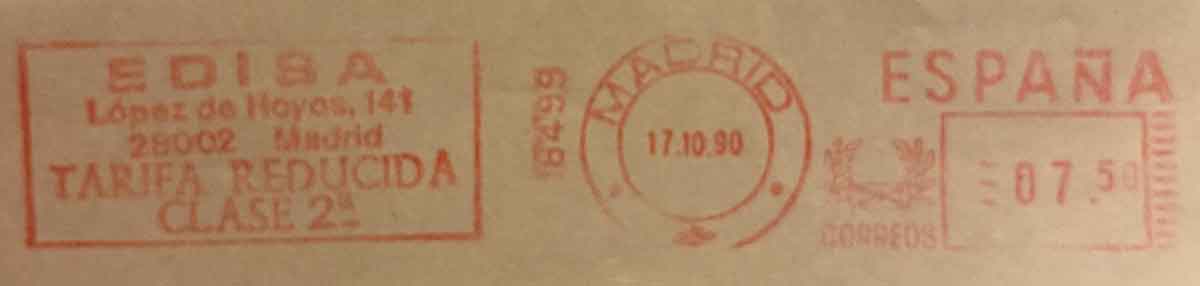 EDISA
López de Hoyos, 141
28002 Madrid
TARIFA REDUCIDA
CLASE 2ª
18499
MADRID
17.10.90
ESPAÑA
CORREOS
07.50